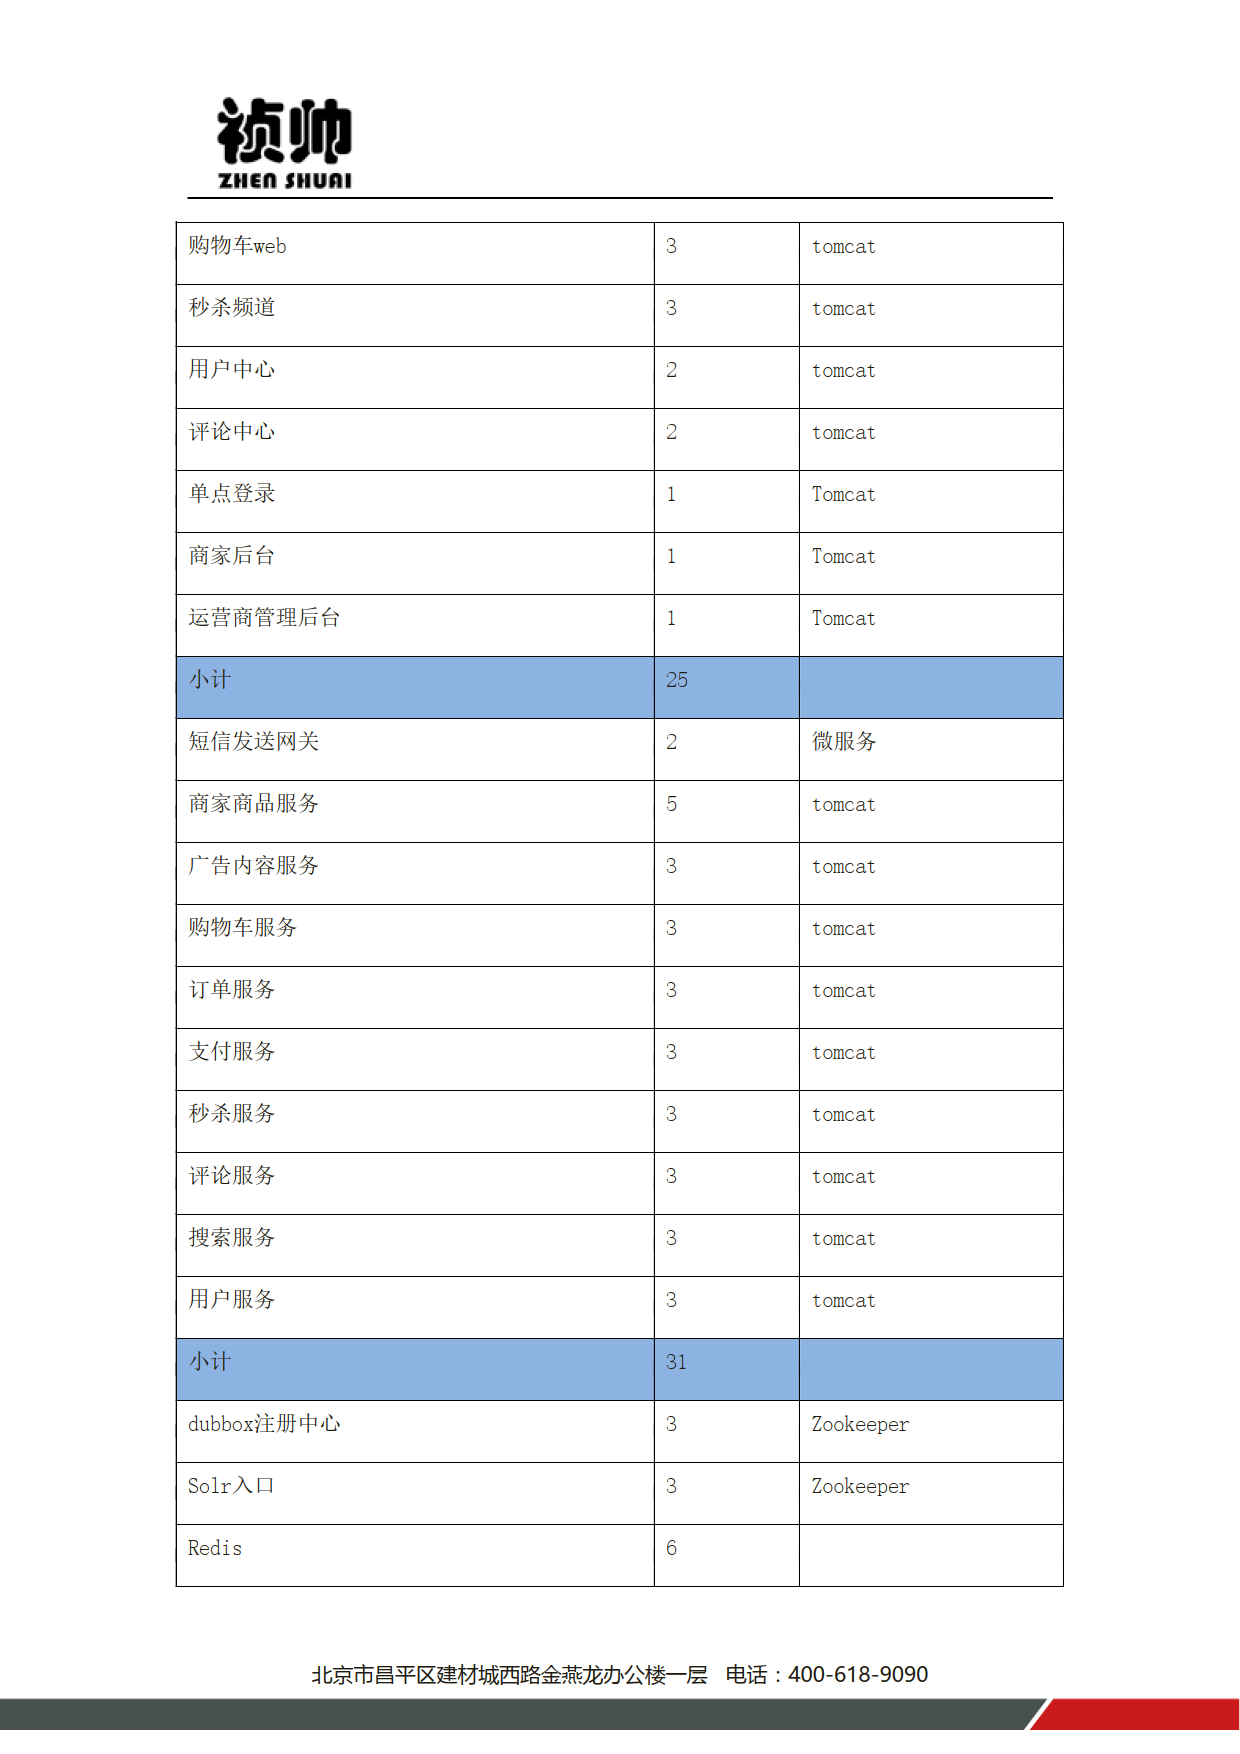 祯帅
ZHEN SHUAI
购物车web 3 tomcat
秒杀频道 3 tomcat
用户中心 2 tomcat
评论中心 2 tomcat
单点登录 1 Tomcat
商家后台 1 Tomcat
运营商管理后台 1 Tomcat
小计 25
短信发送网关 2 微服务
商家商品服务 5 tomcat
广告内容服务 3 tomcat
购物车服务 3 tomcat
订单服务 3 tomcat
支付服务 3 tomcat
秒杀服务 3 tomcat
评论服务 3 tomcat
搜索服务 3 tomcat
用户服务 3 tomcat
小计 31
dubbox注册中心 3 Zookeeper
Solr入口 3 Zookeeper
Redis 6
北京市昌平区建材城西路金燕龙办公楼一层 电话：400-618-9090